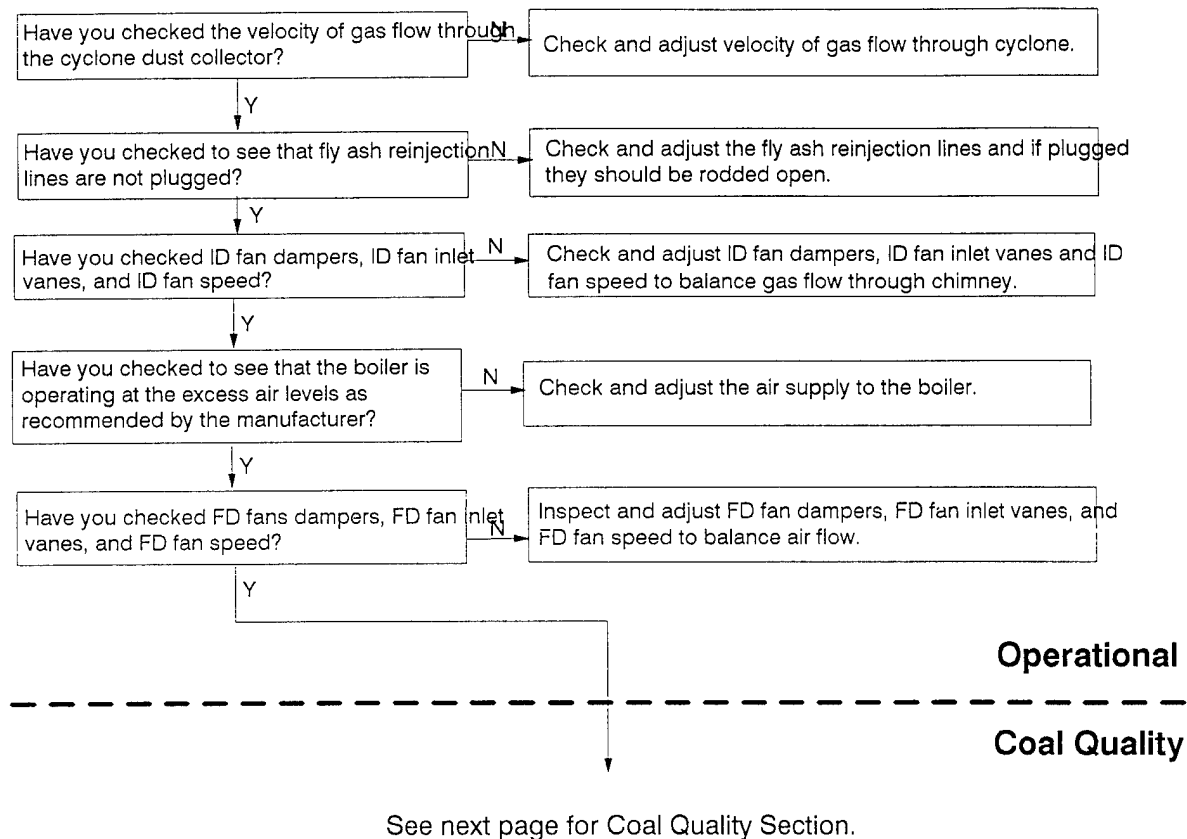 Have you checked the velocity of gas flow through
the cyclone dust collector?
N
Check and adjust velocity of gas flow through cyclone.
Y
Have you checked to see that fly ash reinjection
lines are not plugged?
N
Check and adjust the fly ash reinjection lines and if plugged
they should be rodded open.
Y
Have you checked ID fan dampers, ID fan inlet
vanes, and ID fan speed?
N
Check and adjust ID fan dampers, ID fan inlet vanes and ID
fan speed to balance gas flow through chimney.
Y
Have you checked to see that the boiler is
operating at the excess air levels as
recommended by the manufacturer?
N
Check and adjust the air supply to the boiler.
Y
Have you checked FD fans dampers, FD fan inlet
vanes, and FD fan speed?
N
Inspect and adjust FD fan dampers, FD fan inlet vanes, and
FD fan speed to balance air flow.
Y
Operational
Coal Quality
See next page for Coal Quality Section.